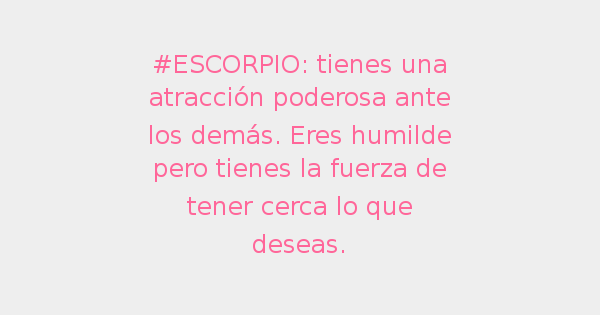 #ESCORPIO: tienes una
atracción poderosa ante
los demás. Eres humilde
pero tienes la fuerza de
tener cerca lo que
deseas.